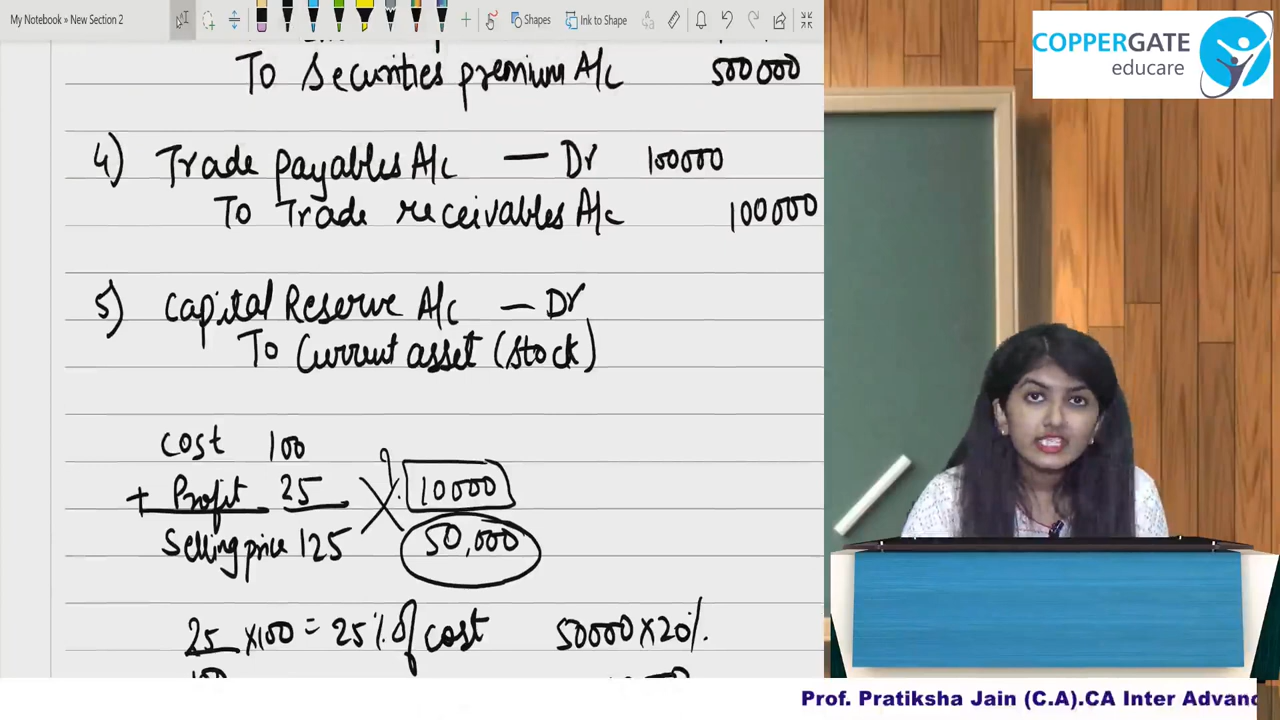 My Notebook » New Section 2
Shapes
Ink to Shape
COPPERGATE
educare
To Securities premium A/c 500000
4) Trade payables A/c — Dr 100000
To Trade receivables A/c 100000
5) Capital Reserve A/c — Dr
To Current asset (stock)
Cost 100
+ Profit 25 10000
Selling price 125 50,000
25 ×100 = 25% of cost 50000×20%
100
Prof. Pratiksha Jain (C.A).CA Inter Advanc